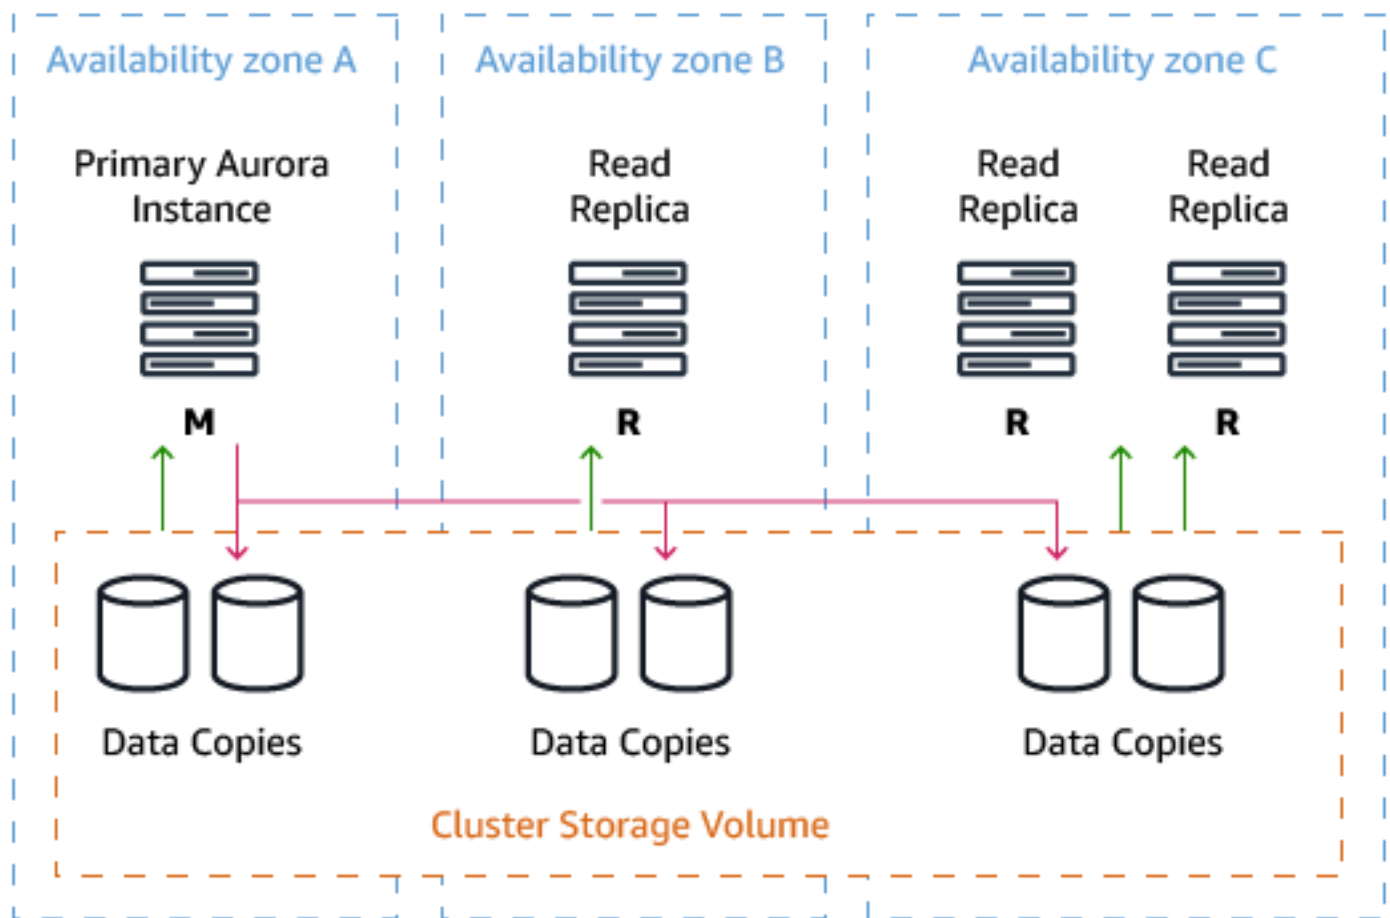 Availability zone A
Availability zone B
Availability zone C
Primary Aurora
Instance
Read
Replica
Read
Replica
Read
Replica
M
R
R
R
Data Copies
Data Copies
Data Copies
Cluster Storage Volume